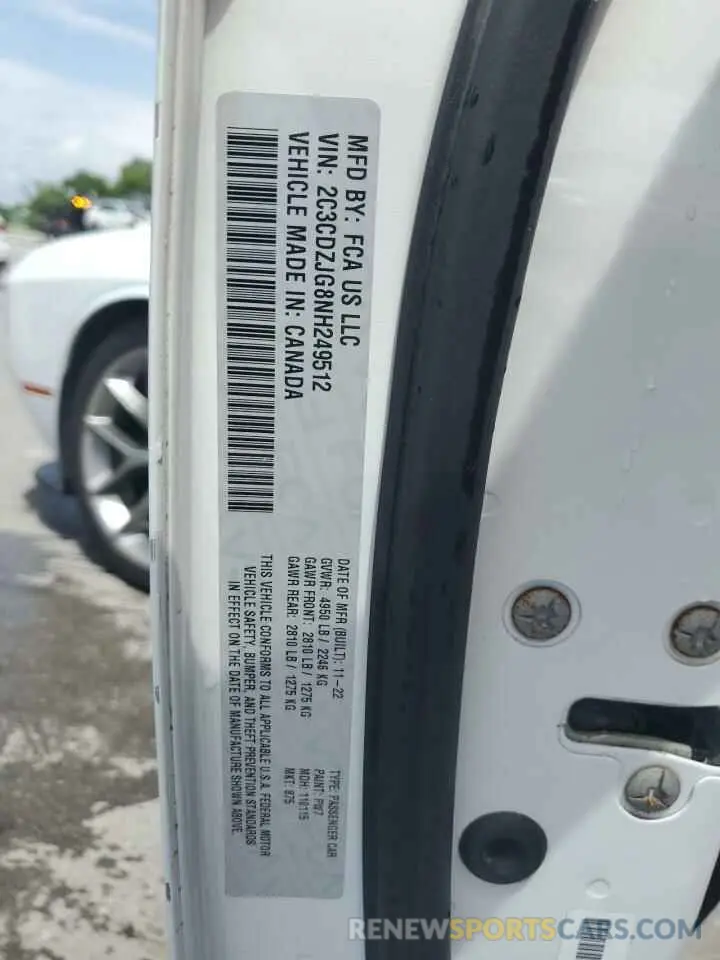 MFD BY: FCA US LLC
VIN: 2C3CDZJG8NH249512
VEHICLE MADE IN: CANADA
DATE OF MFR (BUILT): 11-22
GVWR: 4950 LB / 2246 KG
GAWR FRONT: 2810 LB / 1275 KG
GAWR REAR: 2810 LB / 1275 KG
TYPE: PASSENGER CAR
PAINT: PW7
MKT: 875
THIS VEHICLE CONFORMS TO ALL APPLICABLE U.S.A. FEDERAL MOTOR
VEHICLE SAFETY, BUMPER, AND THEFT PREVENTION STANDARDS
IN EFFECT ON THE DATE OF MANUFACTURE SHOWN ABOVE.
RENEWSPORTSCARS.COM